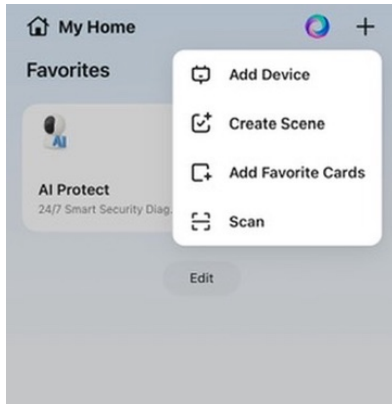 My Home
Favorites
Add Device
Create Scene
Add Favorite Cards
Scan
AI
AI Protect
24/7 Smart Security Diag.
Edit